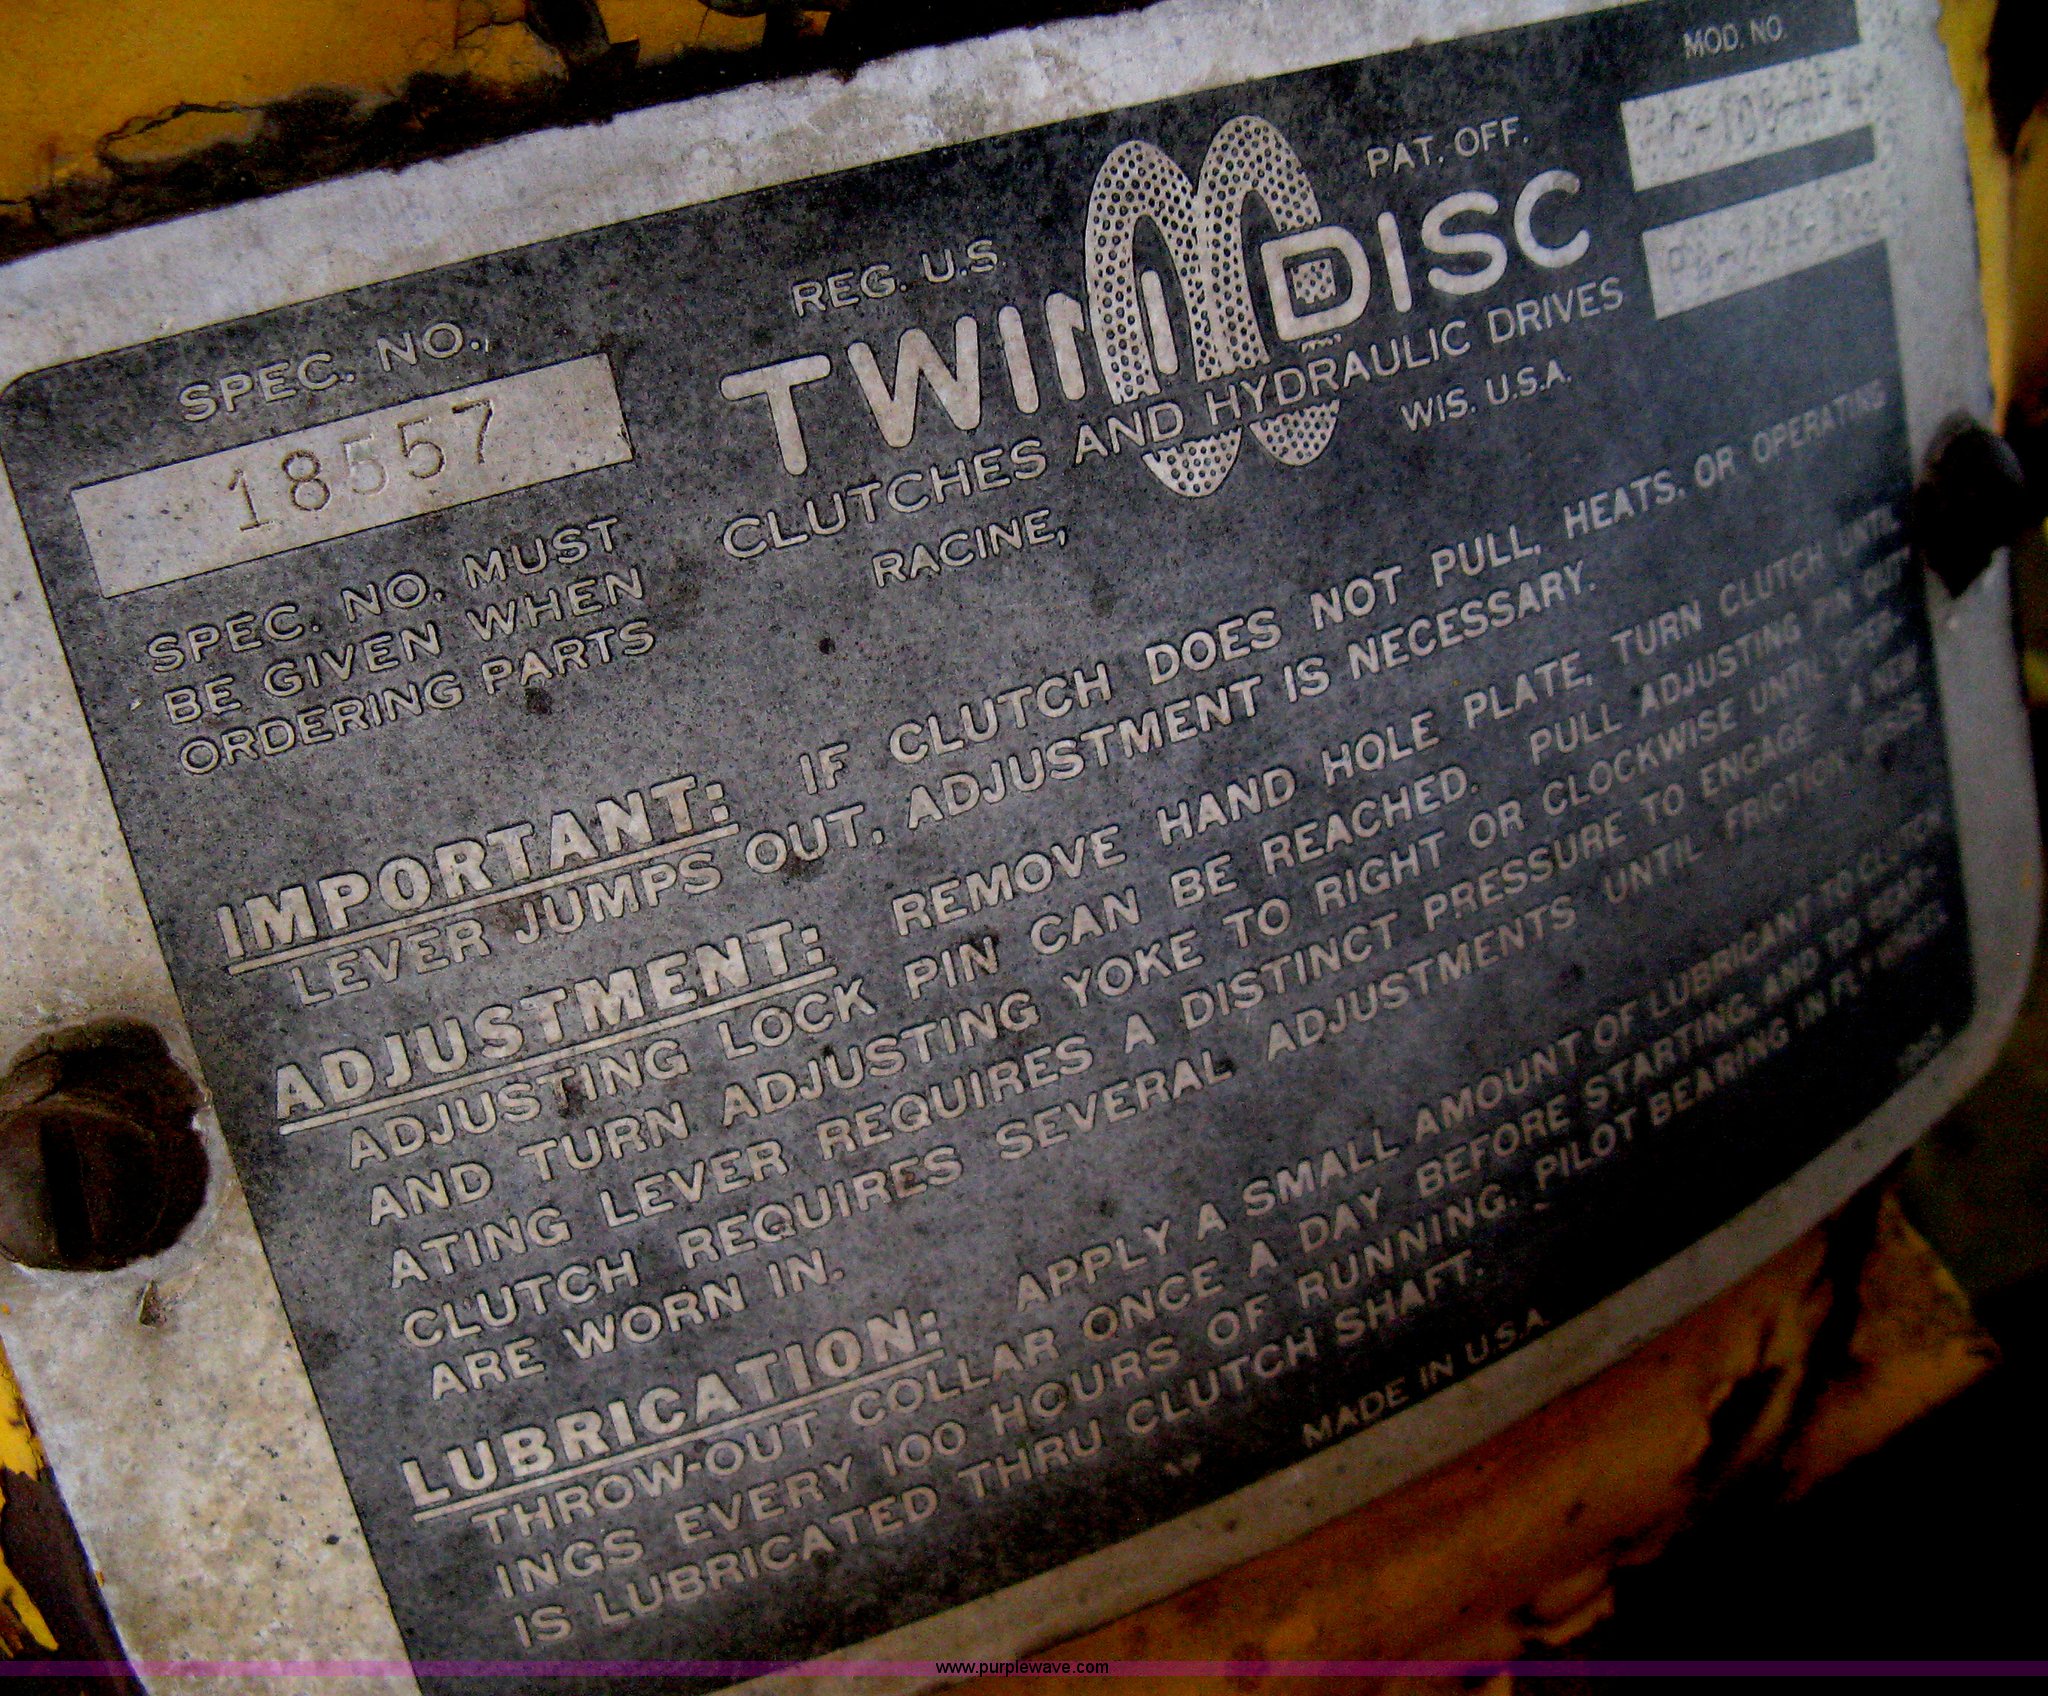 MOD. NO.
REG. U.S. PAT. OFF.
SPEC. NO.
TWIN DISC
18557
CLUTCHES AND HYDRAULIC DRIVES
RACINE, WIS. U.S.A.
SPEC. NO. MUST
BE GIVEN WHEN
ORDERING PARTS
IMPORTANT: IF CLUTCH DOES NOT PULL, HEATS, OR OPERATING
LEVER JUMPS OUT, ADJUSTMENT IS NECESSARY.
ADJUSTMENT: REMOVE HAND HOLE PLATE, TURN CLUTCH UNTIL
ADJUSTING LOCK PIN CAN BE REACHED. PULL ADJUSTING PIN OUT
AND TURN ADJUSTING YOKE TO RIGHT OR CLOCKWISE UNTIL OPER-
ATING LEVER REQUIRES A DISTINCT PRESSURE TO ENGAGE. A NEW
CLUTCH REQUIRES SEVERAL ADJUSTMENTS UNTIL FRICTION DISCS
ARE WORN IN.
LUBRICATION: APPLY A SMALL AMOUNT OF LUBRICANT TO CLUTCH
THROW-OUT COLLAR ONCE A DAY BEFORE STARTING, AND TO BEAR-
INGS EVERY 100 HOURS OF RUNNING. PILOT BEARING IN FLYWHEEL
IS LUBRICATED THRU CLUTCH SHAFT.
MADE IN U.S.A.
www.purplewave.com